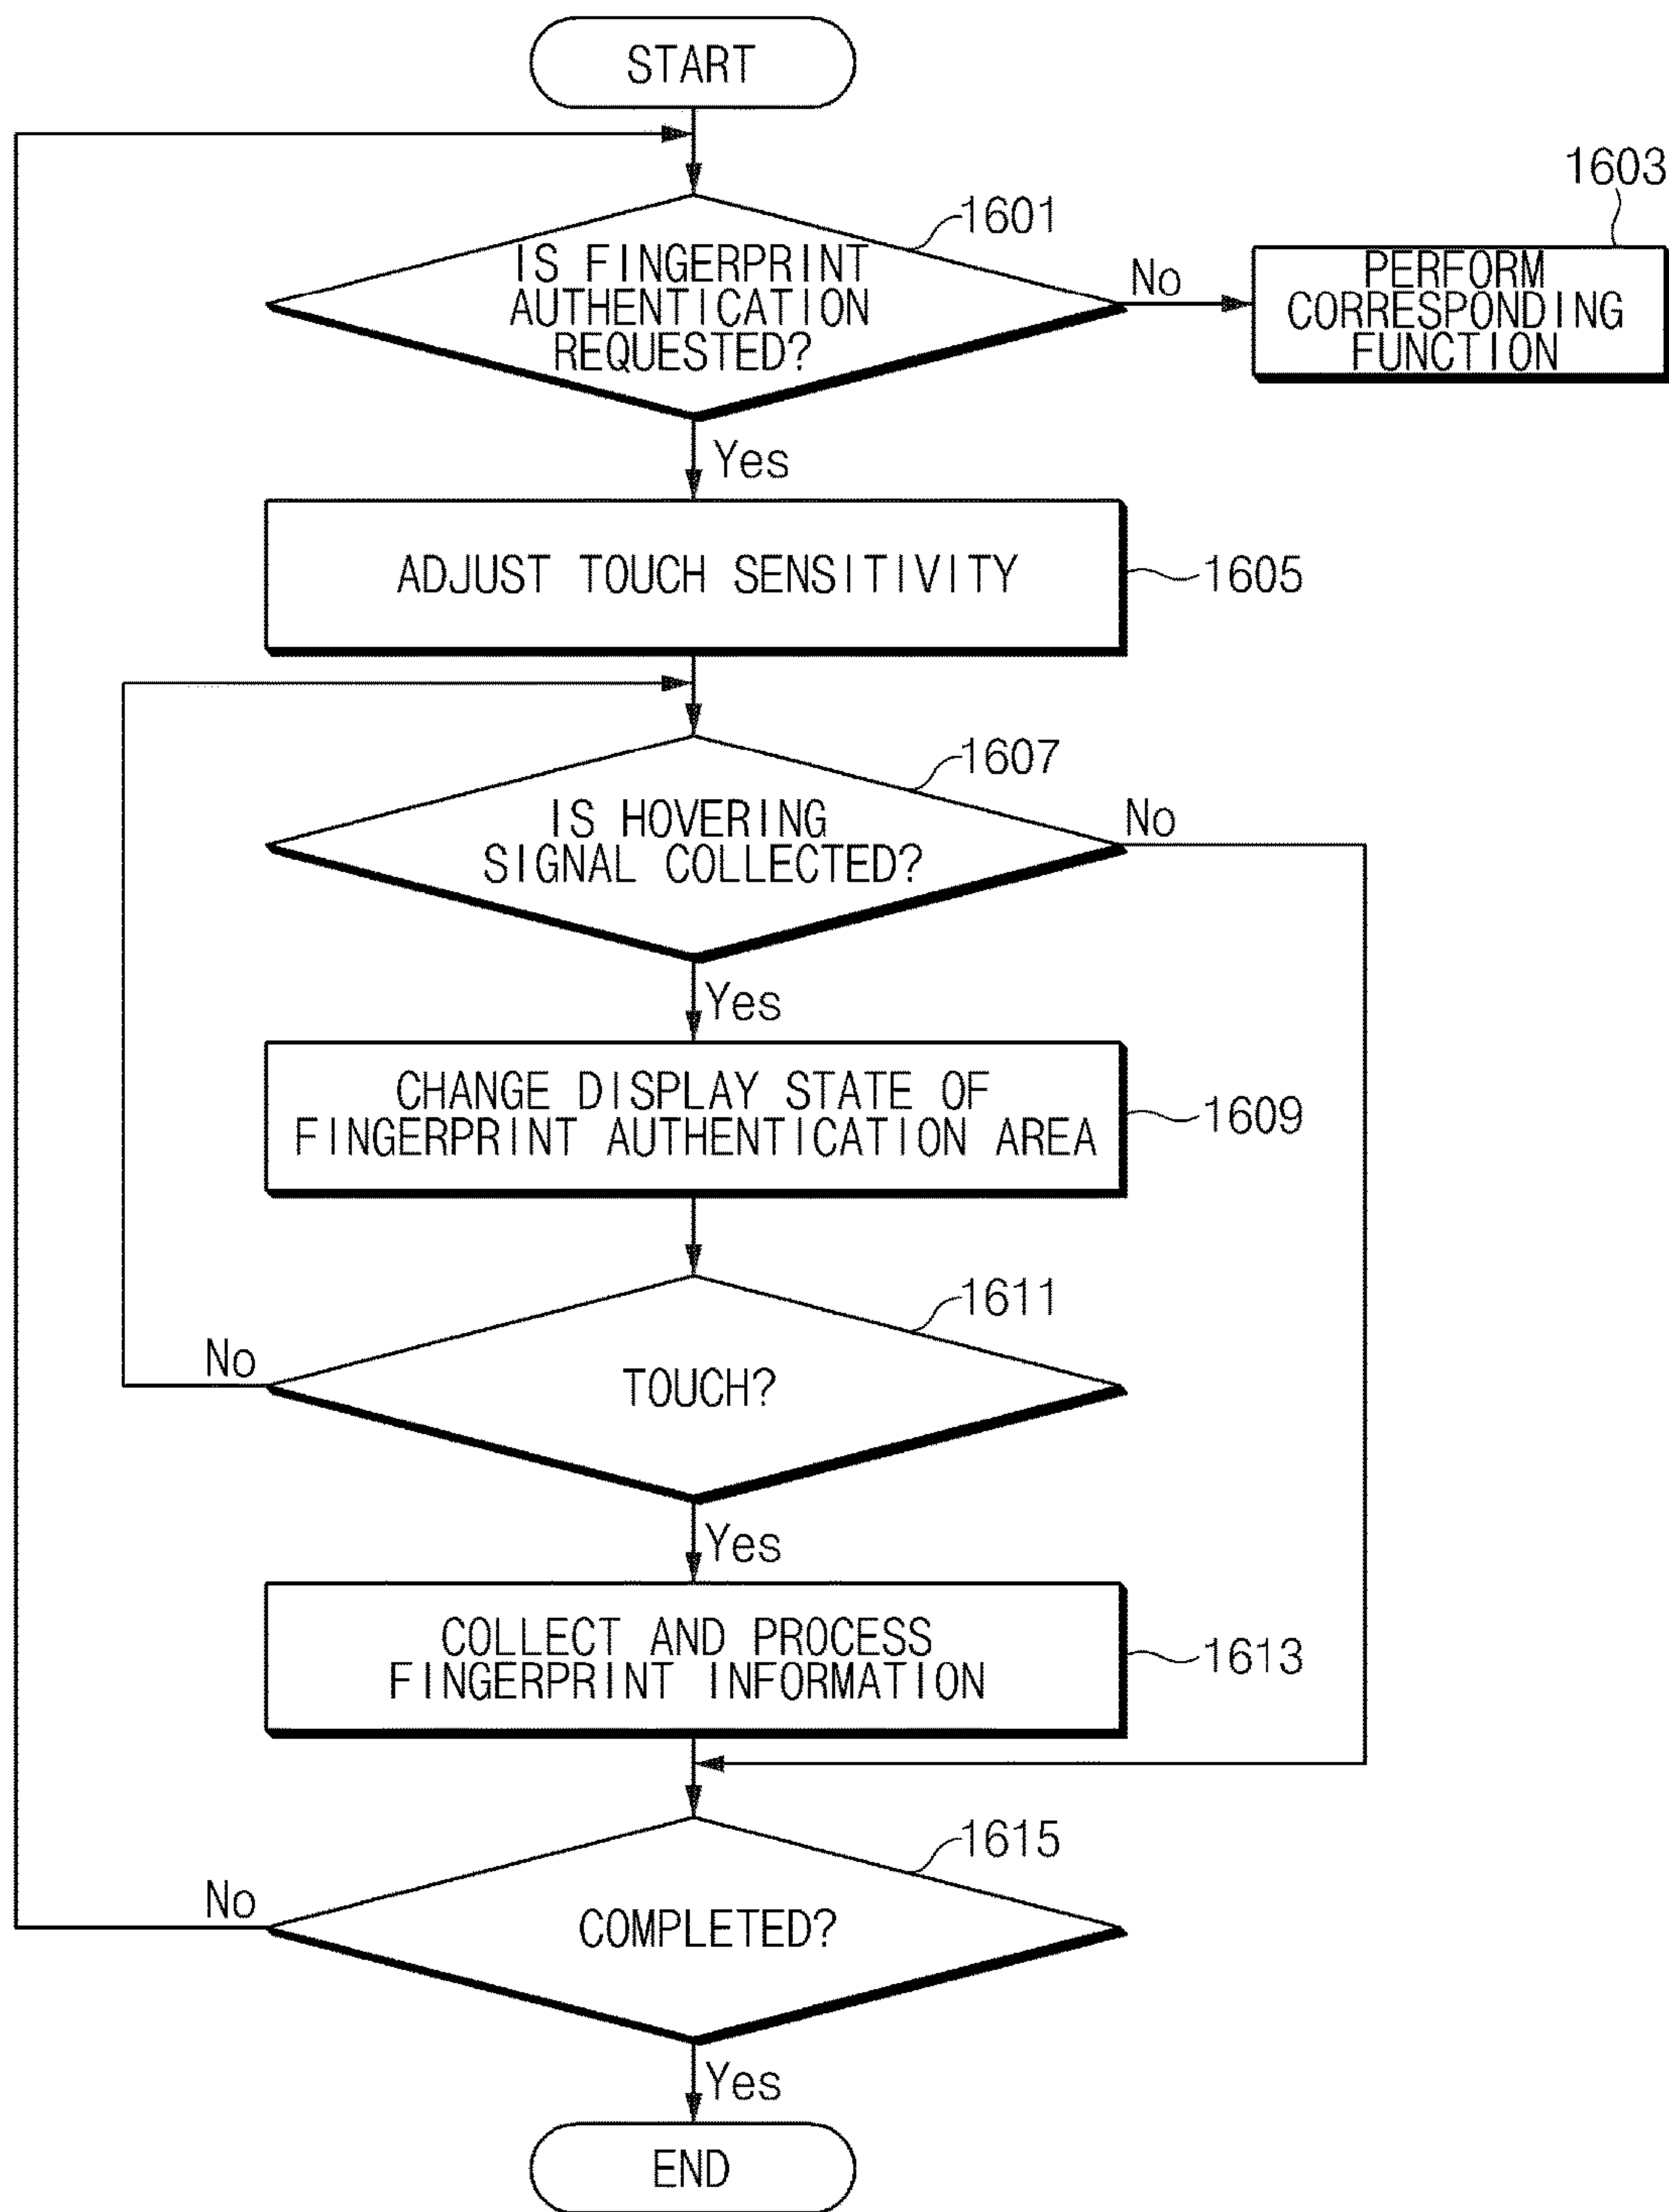 START
1601
IS FINGERPRINT
AUTHENTICATION
REQUESTED?
No
1603
PERFORM
CORRESPONDING
FUNCTION
Yes
ADJUST TOUCH SENSITIVITY
1605
1607
IS HOVERING
SIGNAL COLLECTED?
No
Yes
CHANGE DISPLAY STATE OF
FINGERPRINT AUTHENTICATION AREA
1609
1611
TOUCH?
No
Yes
COLLECT AND PROCESS
FINGERPRINT INFORMATION
1613
1615
COMPLETED?
No
Yes
END